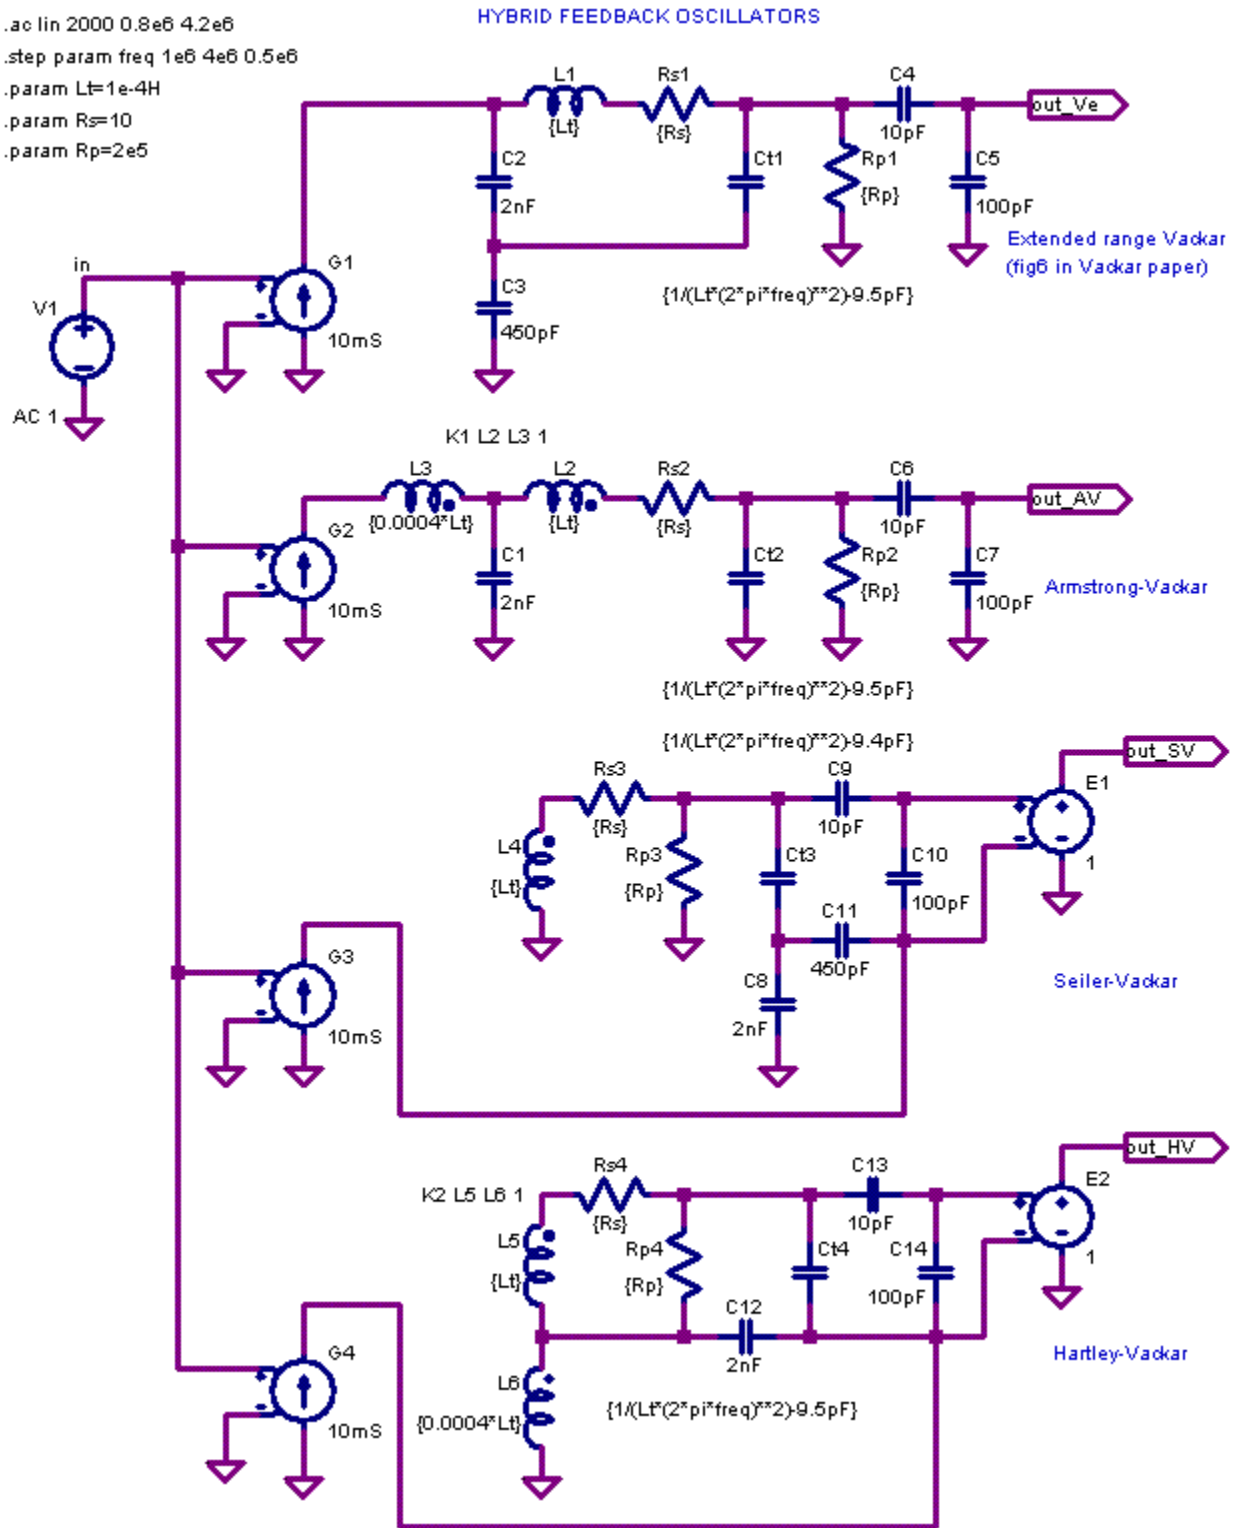 HYBRID FEEDBACK OSCILLATORS
.ac lin 2000 0.8e6 4.2e6
.step param freq 1e6 4e6 0.5e6
.param Lt=1e-4H
.param Rs=10
.param Rp=2e5
L1
{Lt}
Rs1
{Rs}
C4
10pF
out_Ve
C2
2nF
Ct1
Rp1
{Rp}
C5
100pF
Extended range Vackar
(fig6 in Vackar paper)
in
G1
10mS
C3
450pF
{1/(Lt*(2*pi*freq)**2)-9.5pF}
V1
AC 1
K1 L2 L3 1
L3
{0.0004*Lt}
L2
{Lt}
Rs2
{Rs}
C6
10pF
out_AV
G2
10mS
C1
2nF
Ct2
Rp2
{Rp}
C7
100pF
Armstrong-Vackar
{1/(Lt*(2*pi*freq)**2)-9.5pF}
{1/(Lt*(2*pi*freq)**2)-9.4pF}
out_SV
Rs3
{Rs}
C9
10pF
E1
1
L4
{Lt}
Rp3
{Rp}
Ct3
C10
100pF
C11
450pF
G3
10mS
C8
2nF
Seiler-Vackar
out_HV
K2 L5 L6 1
Rs4
{Rs}
C13
10pF
E2
1
L5
{Lt}
Rp4
{Rp}
Ct4
C14
100pF
C12
2nF
Hartley-Vackar
G4
10mS
L6
{0.0004*Lt}
{1/(Lt*(2*pi*freq)**2)-9.5pF}